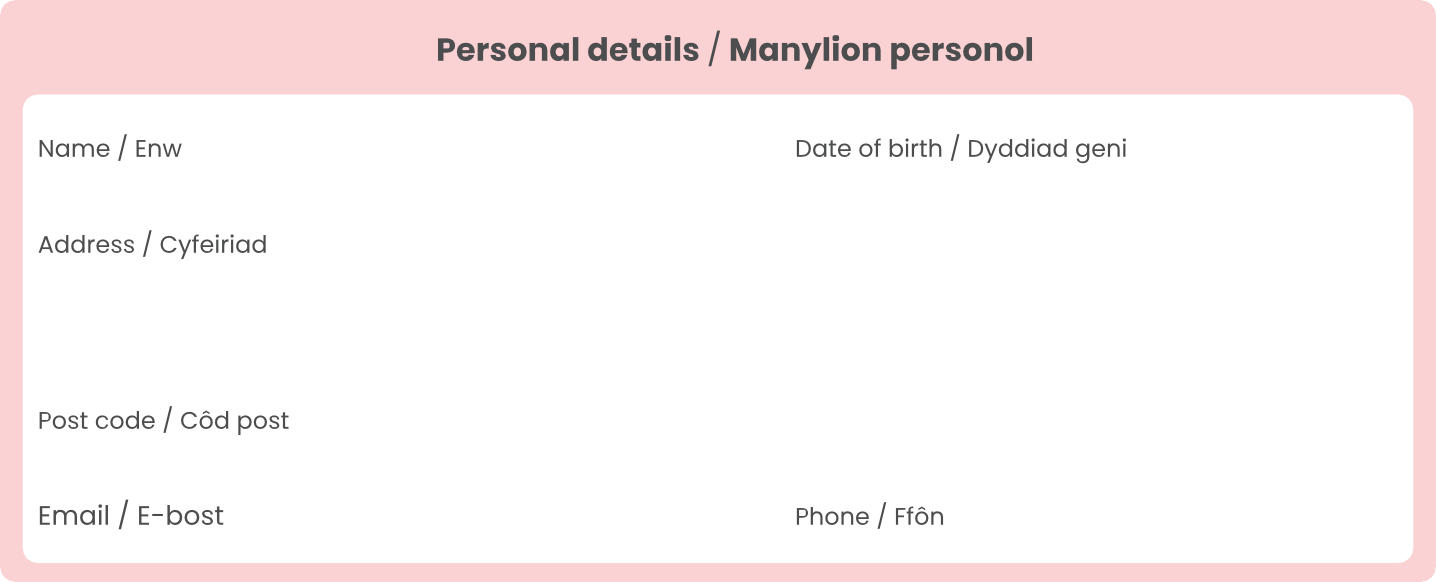 Personal details / Manylion personol
Name / Enw
Date of birth / Dyddiad geni
Address / Cyfeiriad
Post code / Côd post
Email / E-bost
Phone / Ffôn